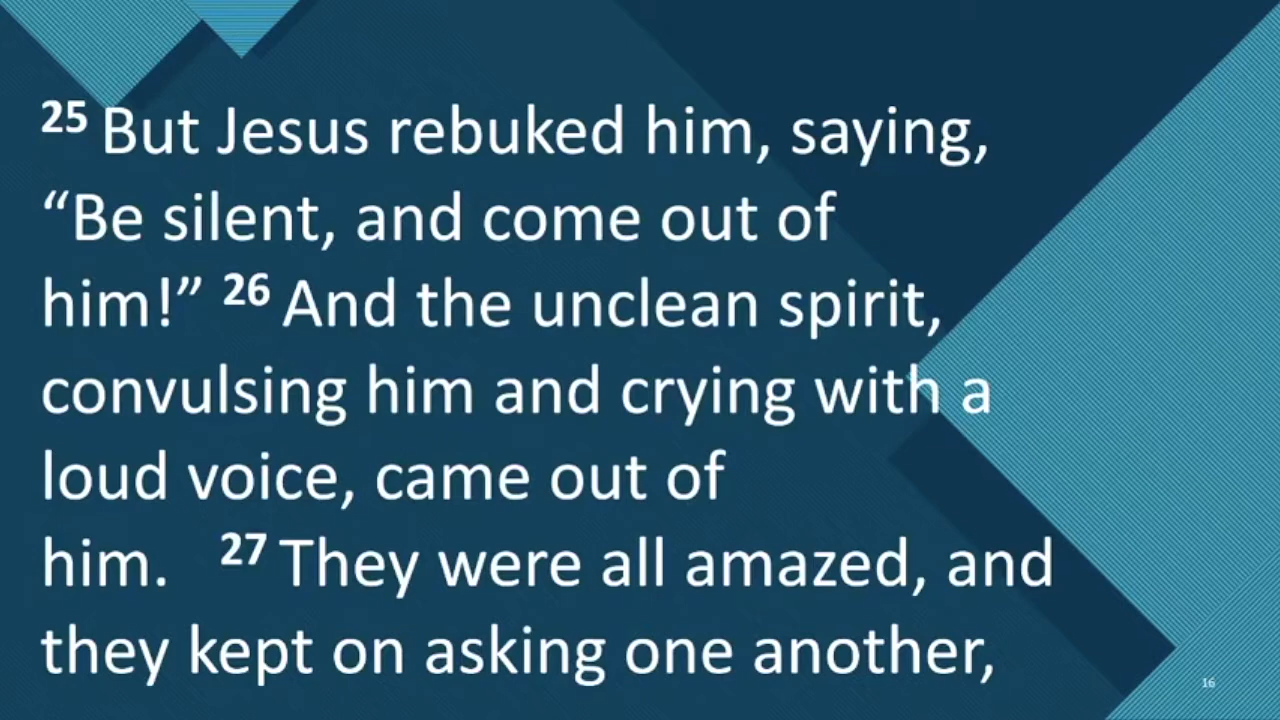 25 But Jesus rebuked him, saying,
“Be silent, and come out of
him!” 26 And the unclean spirit,
convulsing him and crying with a
loud voice, came out of
him. 27 They were all amazed, and
they kept on asking one another,
16